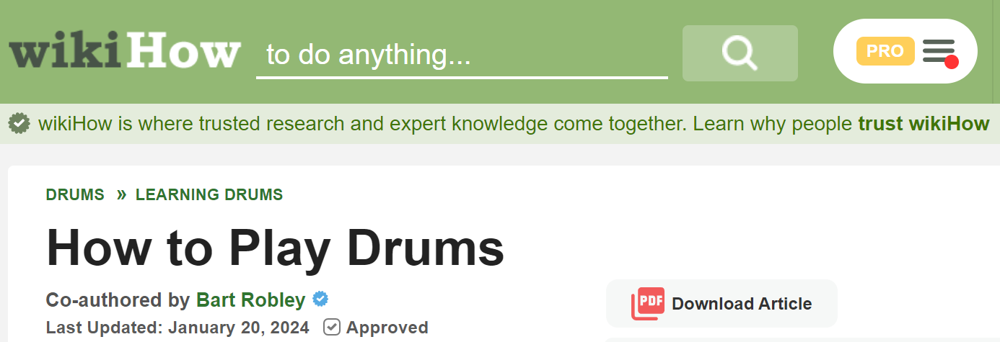 wikiHow to do anything...
PRO
wikiHow is where trusted research and expert knowledge come together. Learn why people trust wikiHow
DRUMS » LEARNING DRUMS
How to Play Drums
Co-authored by Bart Robley
PDF Download Article
Last Updated: January 20, 2024 Approved